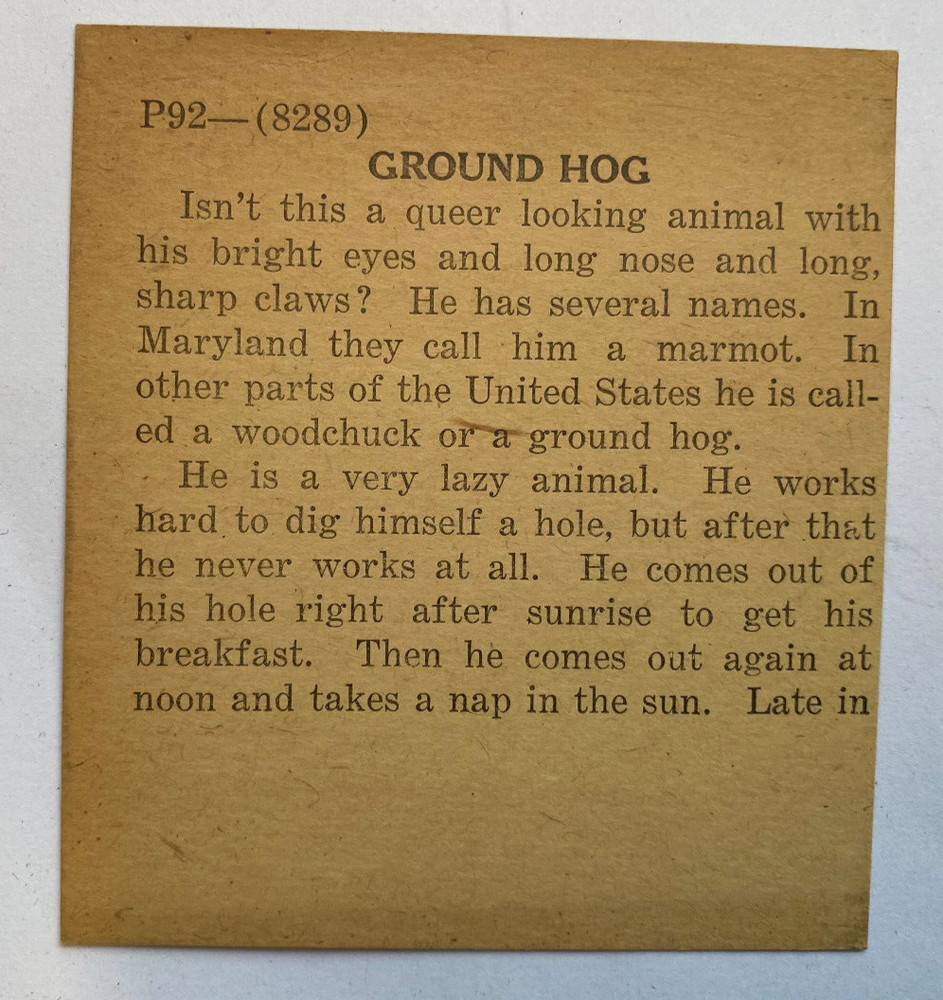 P92—(8289)
GROUND HOG
Isn't this a queer looking animal with
his bright eyes and long nose and long,
sharp claws? He has several names. In
Maryland they call him a marmot. In
other parts of the United States he is call-
ed a woodchuck or a ground hog.
He is a very lazy animal. He works
hard to dig himself a hole, but after that
he never works at all. He comes out of
his hole right after sunrise to get his
breakfast. Then he comes out again at
noon and takes a nap in the sun. Late in